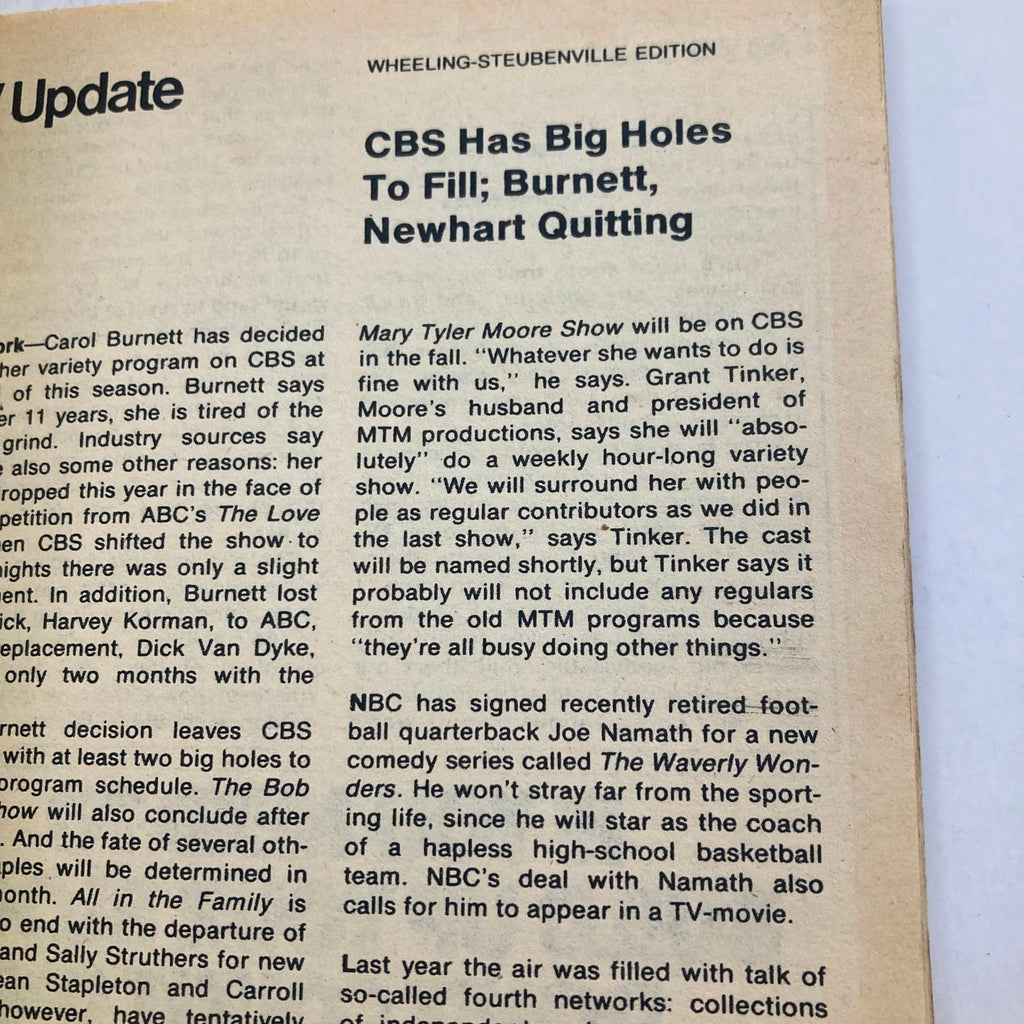 Update
WHEELING-STEUBENVILLE EDITION
CBS Has Big Holes
To Fill; Burnett,
Newhart Quitting
—Carol Burnett has decided
her variety program on CBS at
of this season. Burnett says
11 years, she is tired of the
grind. Industry sources say
also some other reasons: her
ropped this year in the face of
petition from ABC's The Love
en CBS shifted the show to
ights there was only a slight
ent. In addition, Burnett lost
ick, Harvey Korman, to ABC,
eplacement, Dick Van Dyke,
only two months with the
rnett decision leaves CBS
with at least two big holes to
program schedule. The Bob
how will also conclude after
. And the fate of several oth-
ples will be determined in
onth. All in the Family is
o end with the departure of
and Sally Struthers for new
ean Stapleton and Carroll
however, have tentatively
Mary Tyler Moore Show will be on CBS
in the fall. "Whatever she wants to do is
fine with us," he says. Grant Tinker,
Moore's husband and president of
MTM productions, says she will "abso-
lutely" do a weekly hour-long variety
show. "We will surround her with peo-
ple as regular contributors as we did in
the last show," says Tinker. The cast
will be named shortly, but Tinker says it
probably will not include any regulars
from the old MTM programs because
"they're all busy doing other things."
NBC has signed recently retired foot-
ball quarterback Joe Namath for a new
comedy series called The Waverly Won-
ders. He won't stray far from the sport-
ing life, since he will star as the coach
of a hapless high-school basketball
team. NBC's deal with Namath also
calls for him to appear in a TV-movie.
Last year the air was filled with talk of
so-called fourth networks: collections